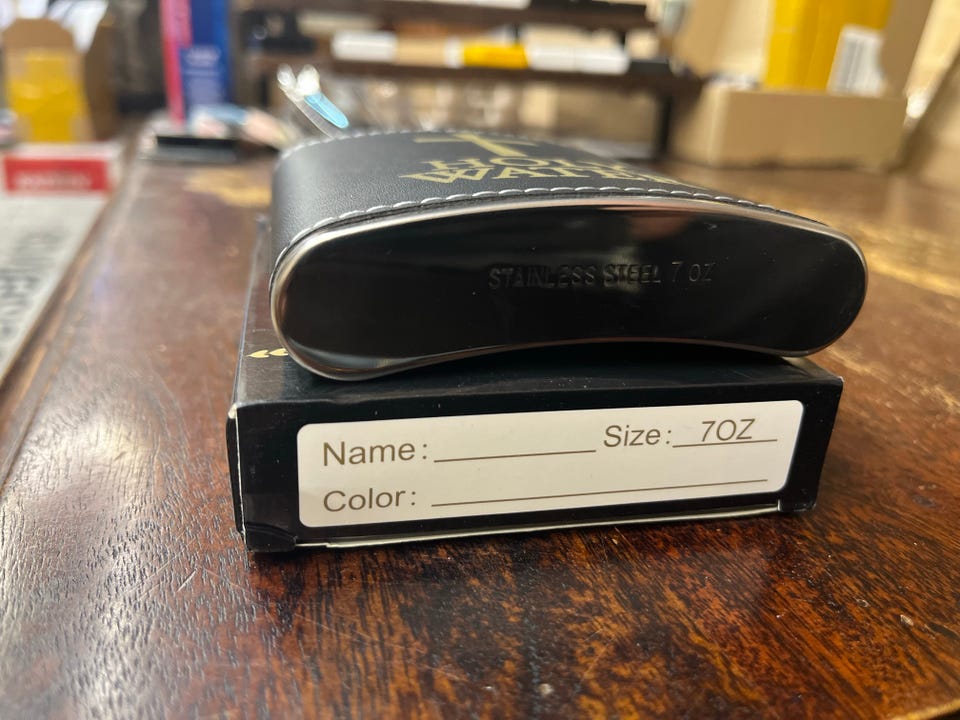 HOLY
WATER
STAINLESS STEEL 7 OZ
Name: Size: 7OZ
Color: